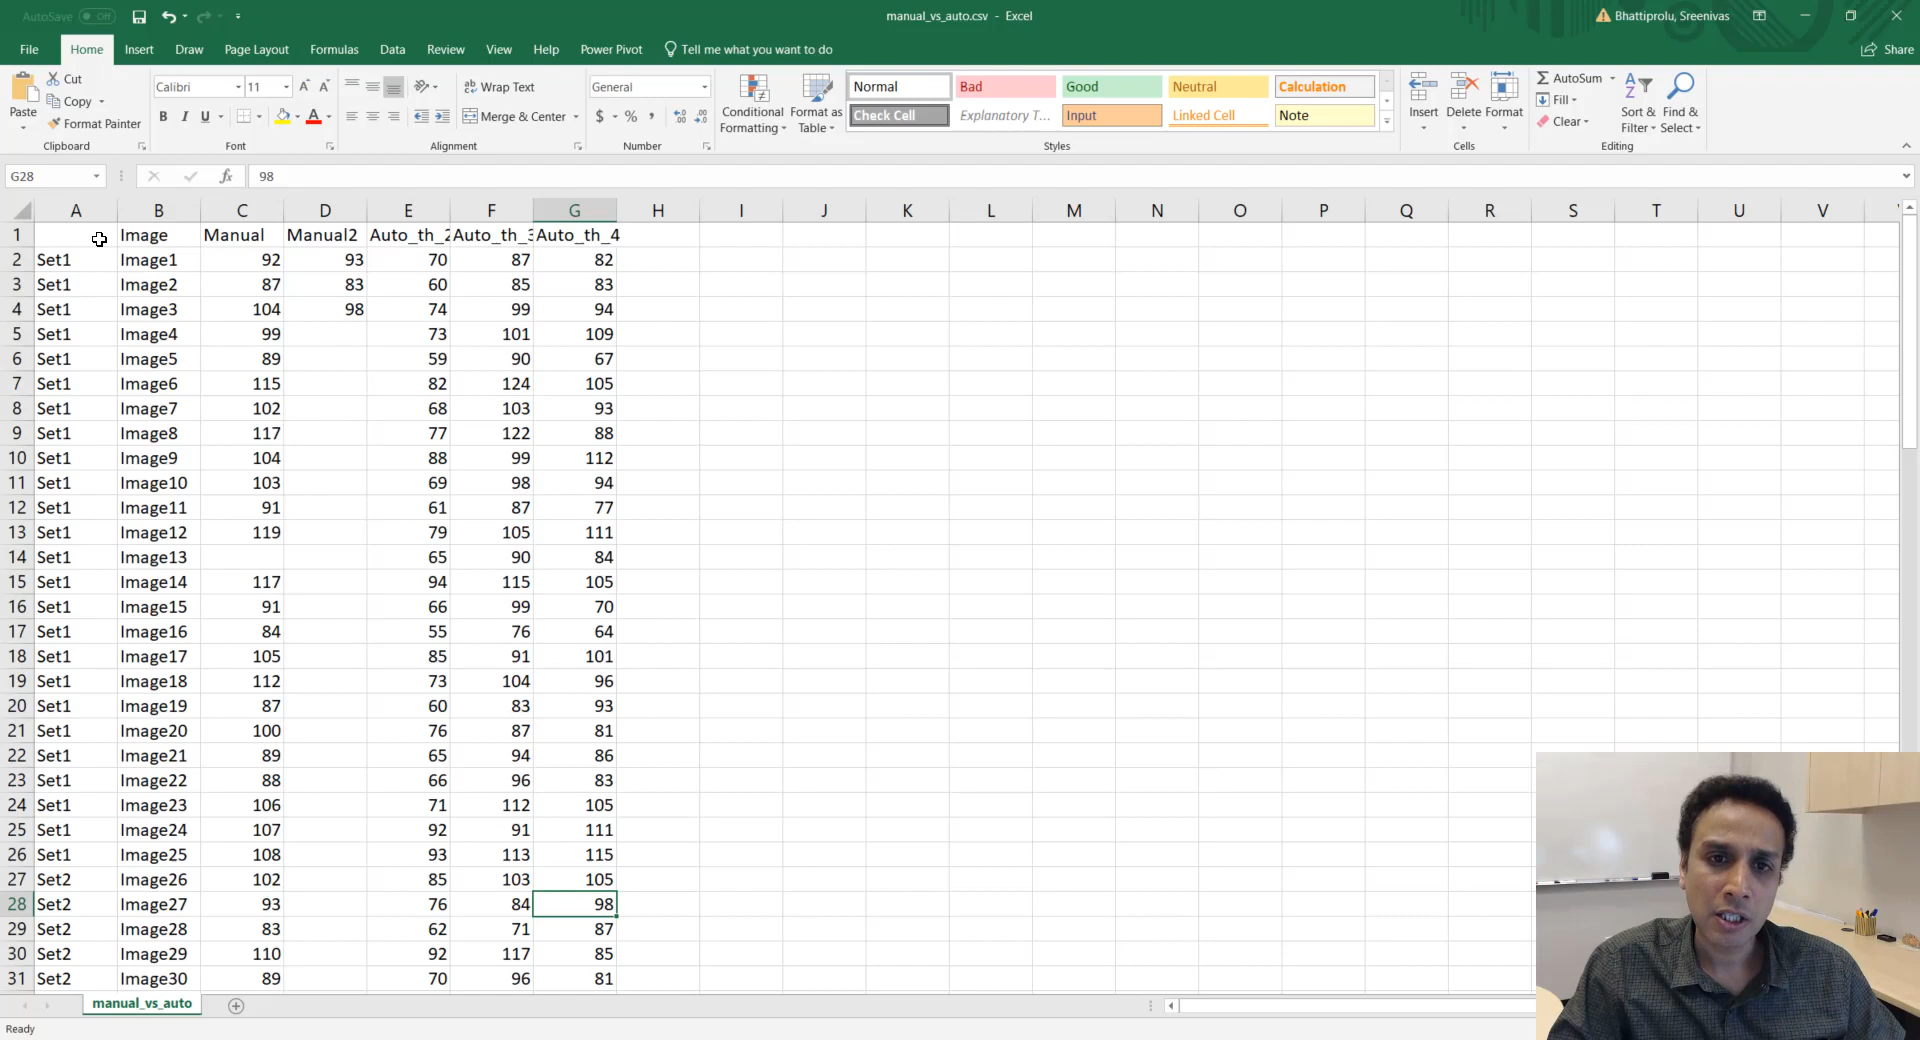 AutoSave Off manual_vs_auto.csv - Excel Bhattiprolu, Sreenivas
File Home Insert Draw Page Layout Formulas Data Review View Help Power Pivot Tell me what you want to do Share
Paste Cut Copy Format Painter
Calibri 11
B I U A
Wrap Text
Merge & Center
General
$ % ,
Conditional Formatting Format as Table
Normal Bad Good Neutral Calculation
Check Cell Explanatory T... Input Linked Cell Note
Insert Delete Format
AutoSum Fill Clear
Sort & Filter Find & Select
Clipboard Font Alignment Number Styles Cells Editing
G28 fx 98
A B C D E F G H I J K L M N O P Q R S T U V
1 Image Manual Manual2 Auto_th_2 Auto_th_3 Auto_th_4
2 Set1 Image1 92 93 70 87 82
3 Set1 Image2 87 83 60 85 83
4 Set1 Image3 104 98 74 99 94
5 Set1 Image4 99 73 101 109
6 Set1 Image5 89 59 90 67
7 Set1 Image6 115 82 124 105
8 Set1 Image7 102 68 103 93
9 Set1 Image8 117 77 122 88
10 Set1 Image9 104 88 99 112
11 Set1 Image10 103 69 98 94
12 Set1 Image11 91 61 87 77
13 Set1 Image12 119 79 105 111
14 Set1 Image13 65 90 84
15 Set1 Image14 117 94 115 105
16 Set1 Image15 91 66 99 70
17 Set1 Image16 84 55 76 64
18 Set1 Image17 105 85 91 101
19 Set1 Image18 112 73 104 96
20 Set1 Image19 87 60 83 93
21 Set1 Image20 100 76 87 81
22 Set1 Image21 89 65 94 86
23 Set1 Image22 88 66 96 83
24 Set1 Image23 106 71 112 105
25 Set1 Image24 107 92 91 111
26 Set1 Image25 108 93 113 115
27 Set2 Image26 102 85 103 105
28 Set2 Image27 93 76 84 98
29 Set2 Image28 83 62 71 87
30 Set2 Image29 110 92 117 85
31 Set2 Image30 89 70 96 81
manual_vs_auto
Ready